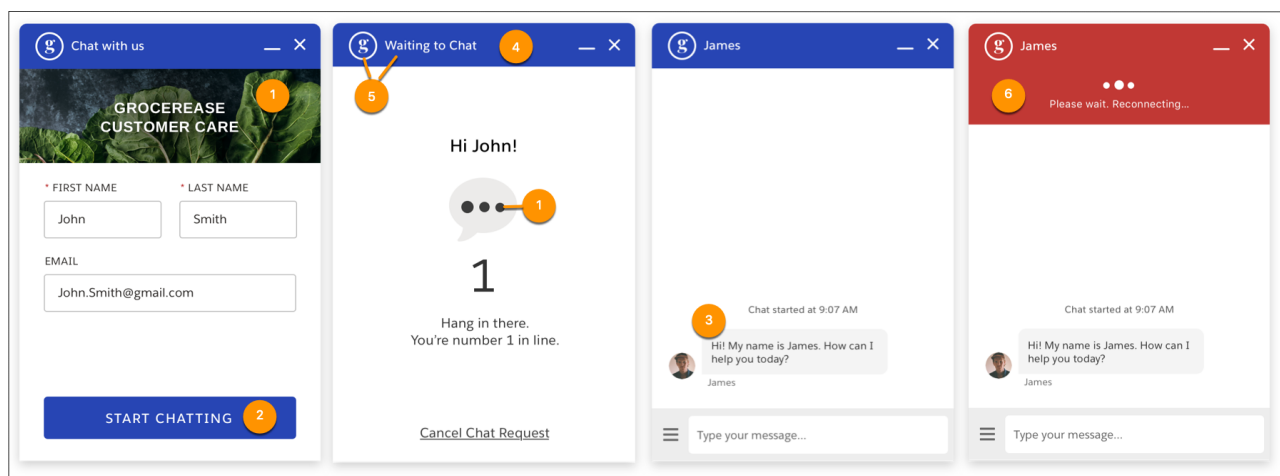 g Chat with us
1
GROCEREASE
CUSTOMER CARE
* FIRST NAME * LAST NAME
John Smith
EMAIL
John.Smith@gmail.com
START CHATTING 2
g Waiting to Chat 4
5
Hi John!
1
1
Hang in there.
You're number 1 in line.
Cancel Chat Request
g James
Chat started at 9:07 AM
3
Hi! My name is James. How can I
help you today?
James
Type your message...
g James
6
Please wait. Reconnecting...
Chat started at 9:07 AM
Hi! My name is James. How can I
help you today?
James
Type your message...